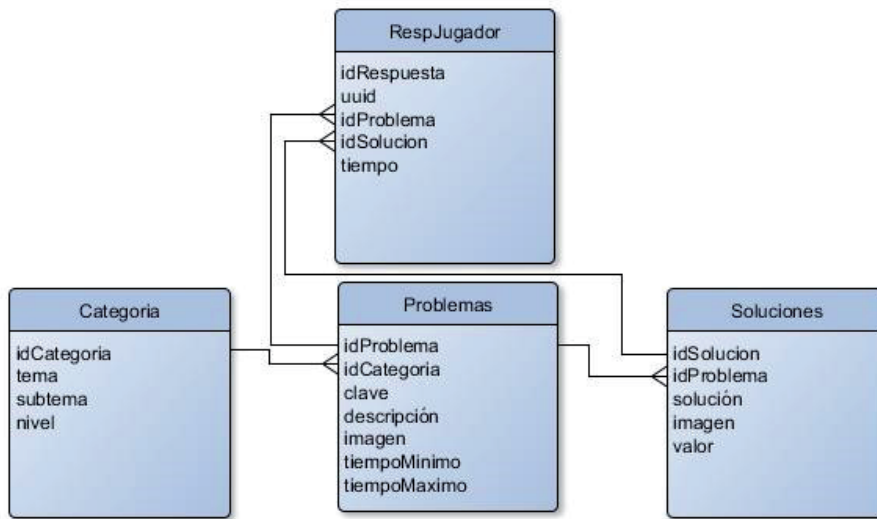 RespJugador
idRespuesta
uuid
idProblema
idSolucion
tiempo
Categoria
idCategoria
tema
subtema
nivel
Problemas
idProblema
idCategoria
clave
descripción
imagen
tiempoMinimo
tiempoMaximo
Soluciones
idSolucion
idProblema
solución
imagen
valor